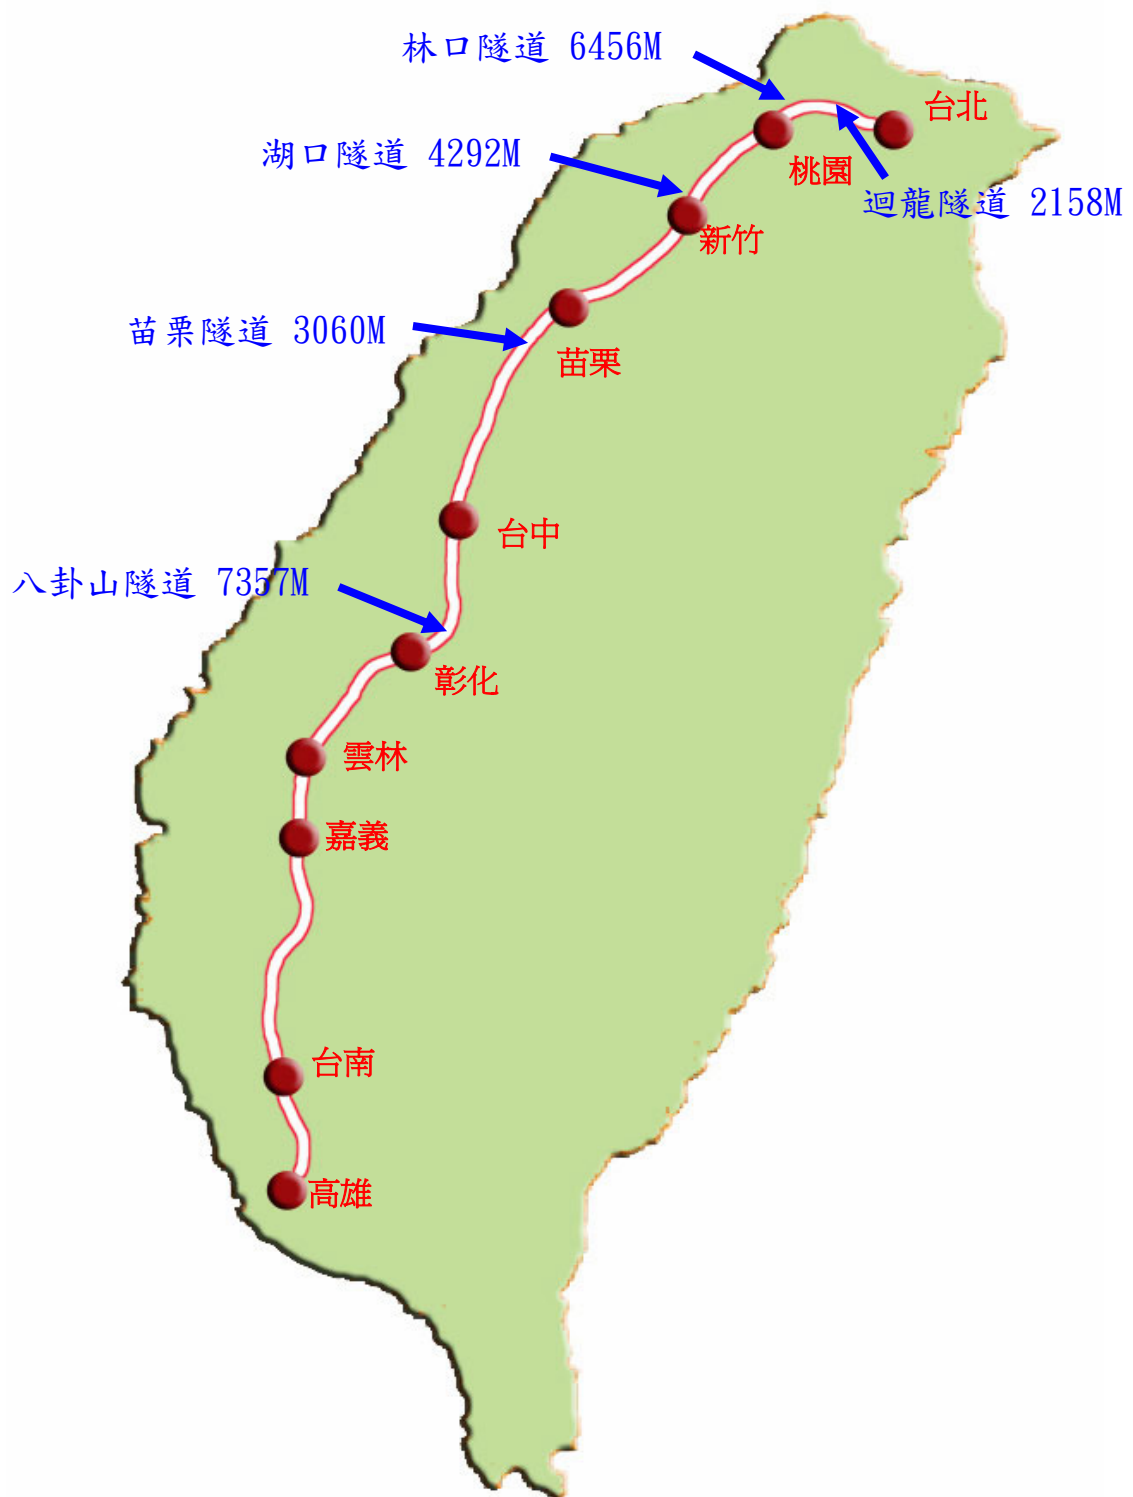 林口隧道 6456M
台北
湖口隧道 4292M
桃園
迴龍隧道 2158M
新竹
苗栗隧道 3060M
苗栗
台中
八卦山隧道 7357M
彰化
雲林
嘉義
台南
高雄